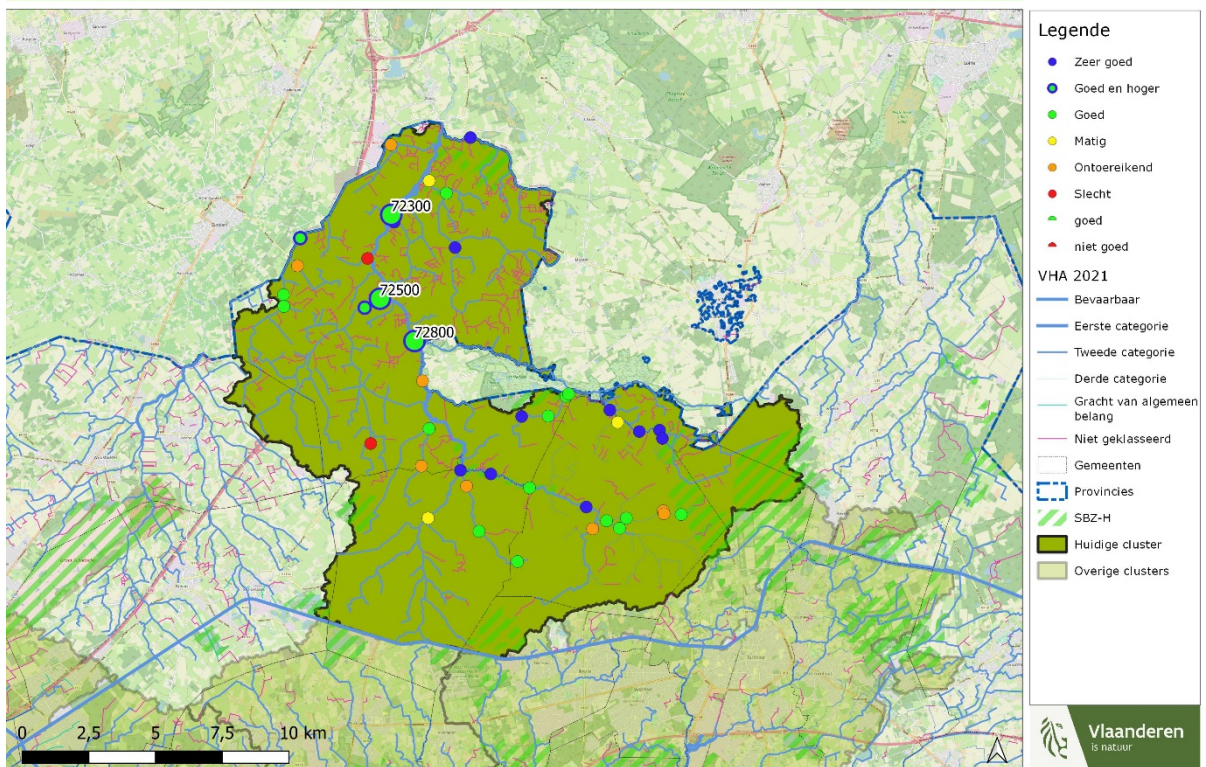 72300
72500
72800
0 2,5 5 7,5 10 km
Legende
Zeer goed
Goed en hoger
Goed
Matig
Ontoereikend
Slecht
goed
niet goed
VHA 2021
Bevaarbaar
Eerste categorie
Tweede categorie
Derde categorie
Gracht van algemeen
belang
Niet geklasseerd
Gemeenten
Provincies
SBZ-H
Huidige cluster
Overige clusters
Vlaanderen
is natuur